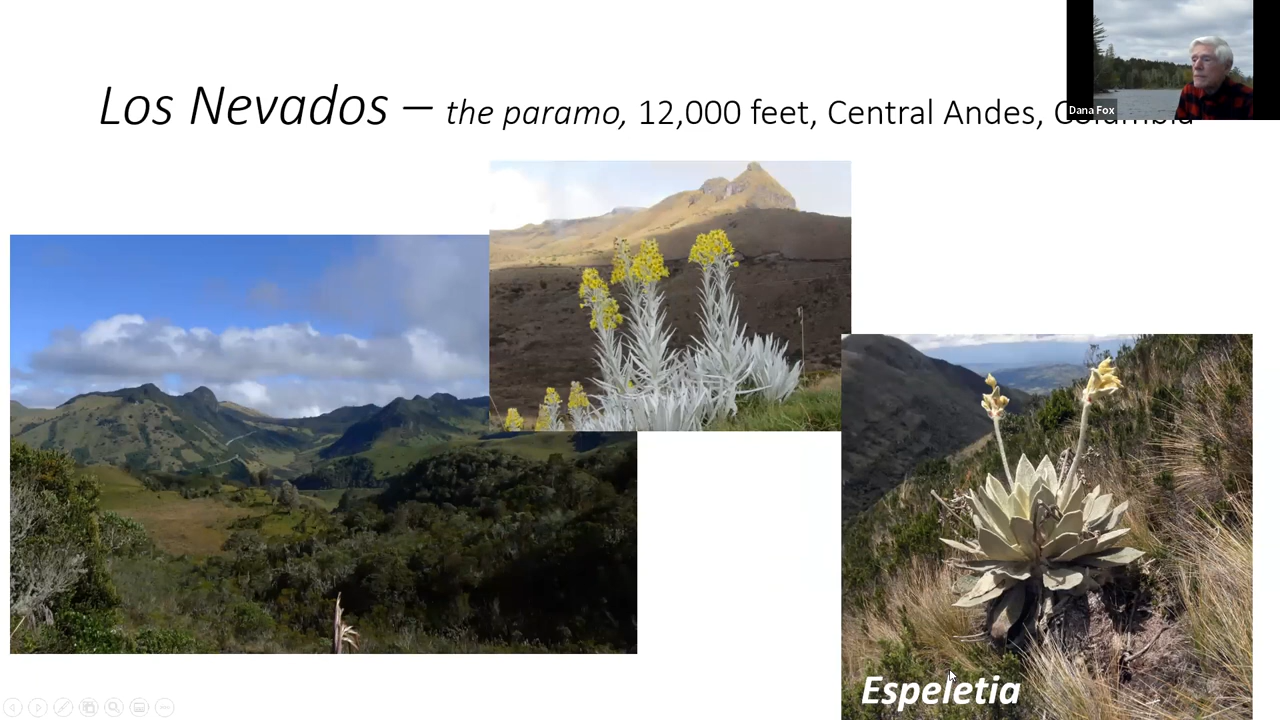 Dana Fox
Los Nevados – the paramo, 12,000 feet, Central Andes,
Espeletia